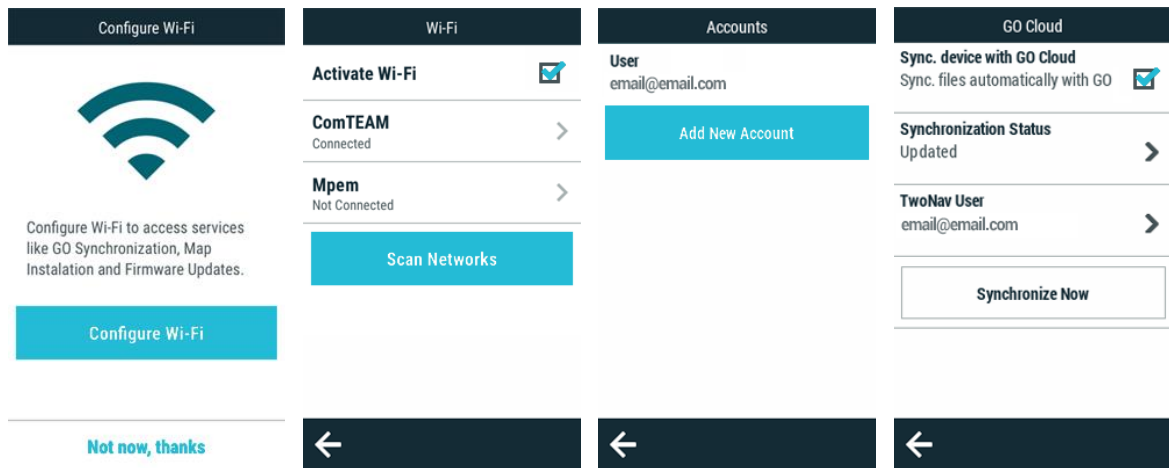 Configure Wi-Fi
Configure Wi-Fi to access services
like GO Synchronization, Map
Instalation and Firmware Updates.
Configure Wi-Fi
Not now, thanks
Wi-Fi
Activate Wi-Fi
ComTEAM
Connected
Mpem
Not Connected
Scan Networks
Accounts
User
email@email.com
Add New Account
GO Cloud
Sync. device with GO Cloud
Sync. files automatically with GO
Synchronization Status
Updated
TwoNav User
email@email.com
Synchronize Now